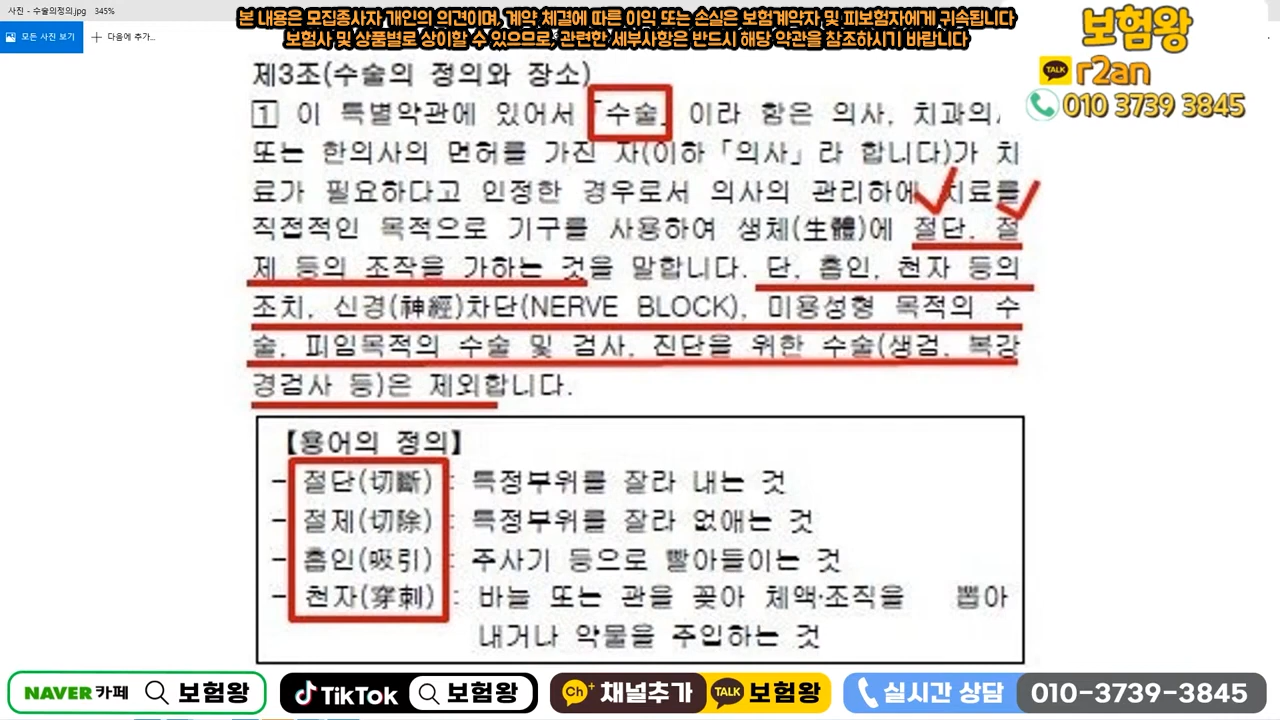 사진 - 수술의정의.jpg 345%
모든 사진 보기 다음에 추가...
본 내용은 모집종사자 개인의 의견이며, 계약 체결에 따른 이익 또는 손실은 보험계약자 및 피보험자에게 귀속됩니다
보험사 및 상품별로 상이할 수 있으므로, 관련한 세부사항은 반드시 해당 약관을 참조하시기 바랍니다
보험왕
TALK r2an
010 3739 3845
제3조(수술의 정의와 장소)
1 이 특별약관에 있어서 「수술」 이라 함은 의사, 치과의
또는 한의사의 면허를 가진 자(이하「의사」라 합니다)가 치
료가 필요하다고 인정한 경우로서 의사의 관리하에 치료를
직접적인 목적으로 기구를 사용하여 생체(生體)에 절단, 절
제 등의 조작을 가하는 것을 말합니다. 단, 흡인, 천자 등의
조치, 신경(神經)차단(NERVE BLOCK), 미용성형 목적의 수
술, 피임목적의 수술 및 검사, 진단을 위한 수술(생검, 복강
경검사 등)은 제외합니다.
【용어의 정의】
- 절단(切斷) : 특정부위를 잘라 내는 것
- 절제(切除) : 특정부위를 잘라 없애는 것
- 흡인(吸引) : 주사기 등으로 빨아들이는 것
- 천자(穿刺) : 바늘 또는 관을 꽂아 체액·조직을 뽑아
내거나 약물을 주입하는 것
NAVER 카페 보험왕
TikTok 보험왕
Ch+ 채널추가 TALK 보험왕
실시간 상담 010-3739-3845